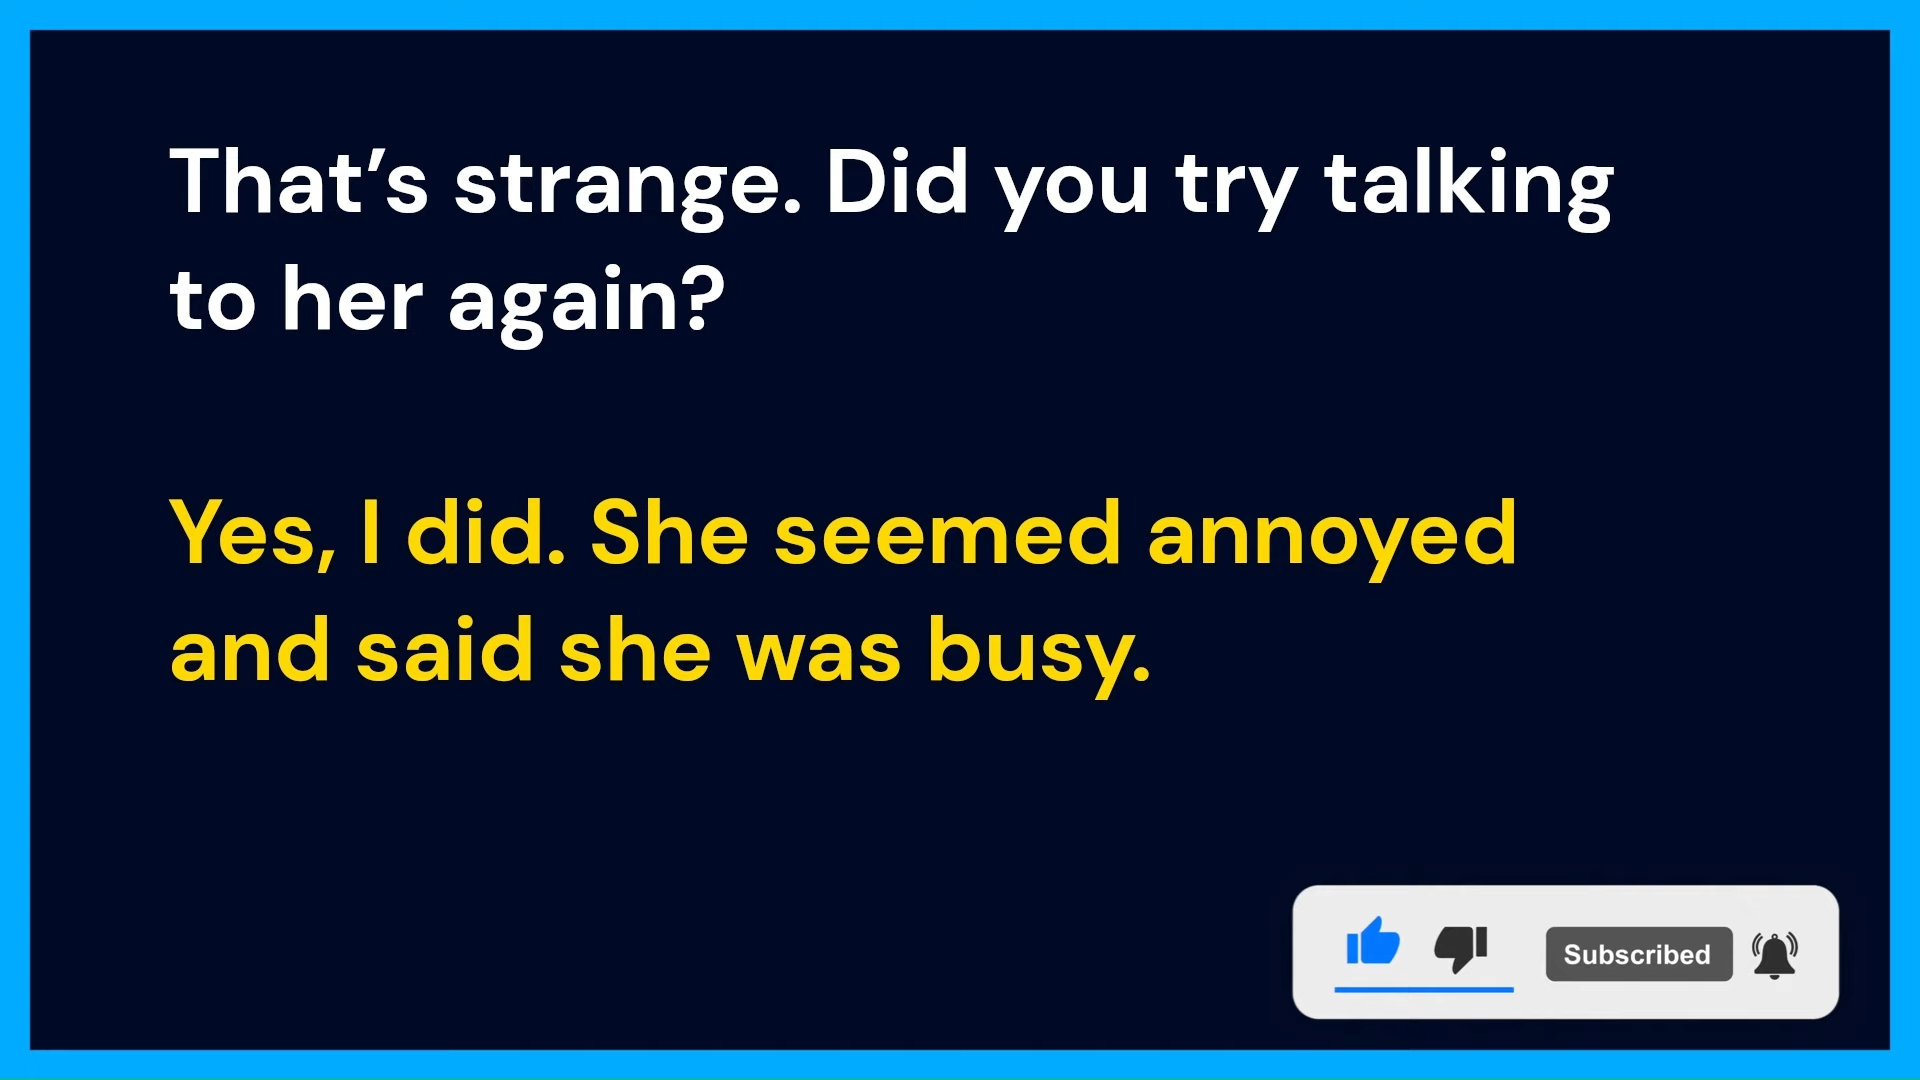 That’s strange. Did you try talking
to her again?
Yes, I did. She seemed annoyed
and said she was busy.
Subscribed